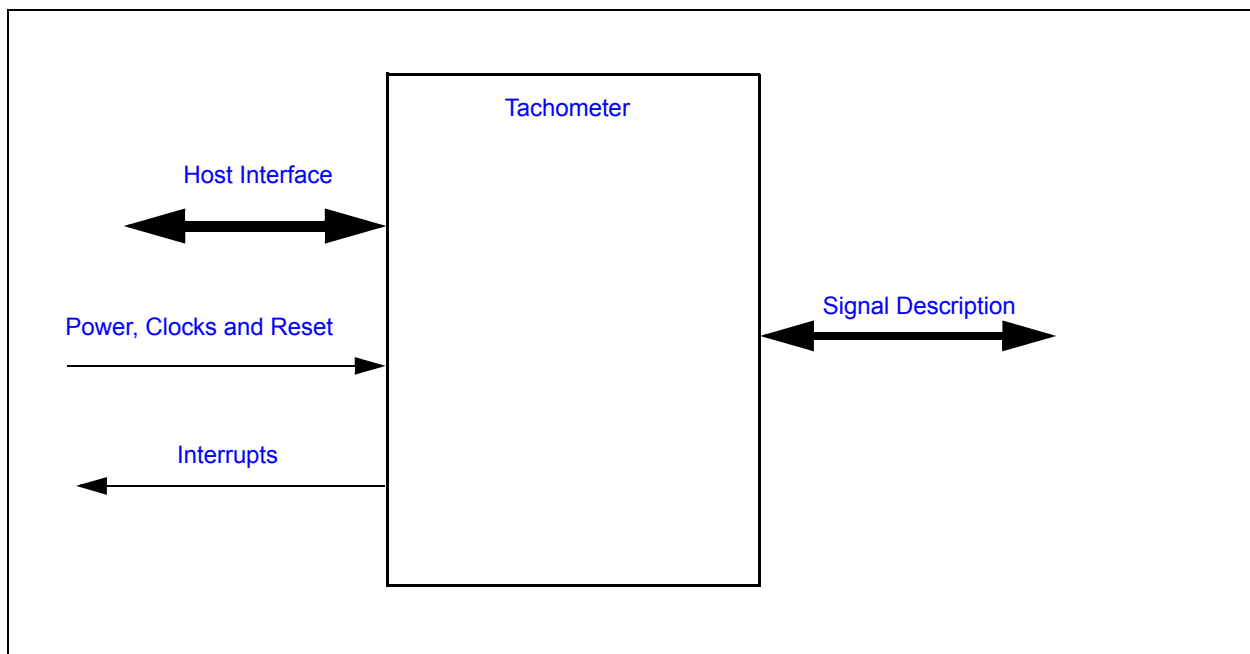 Tachometer
Host Interface
Power, Clocks and Reset
Signal Description
Interrupts